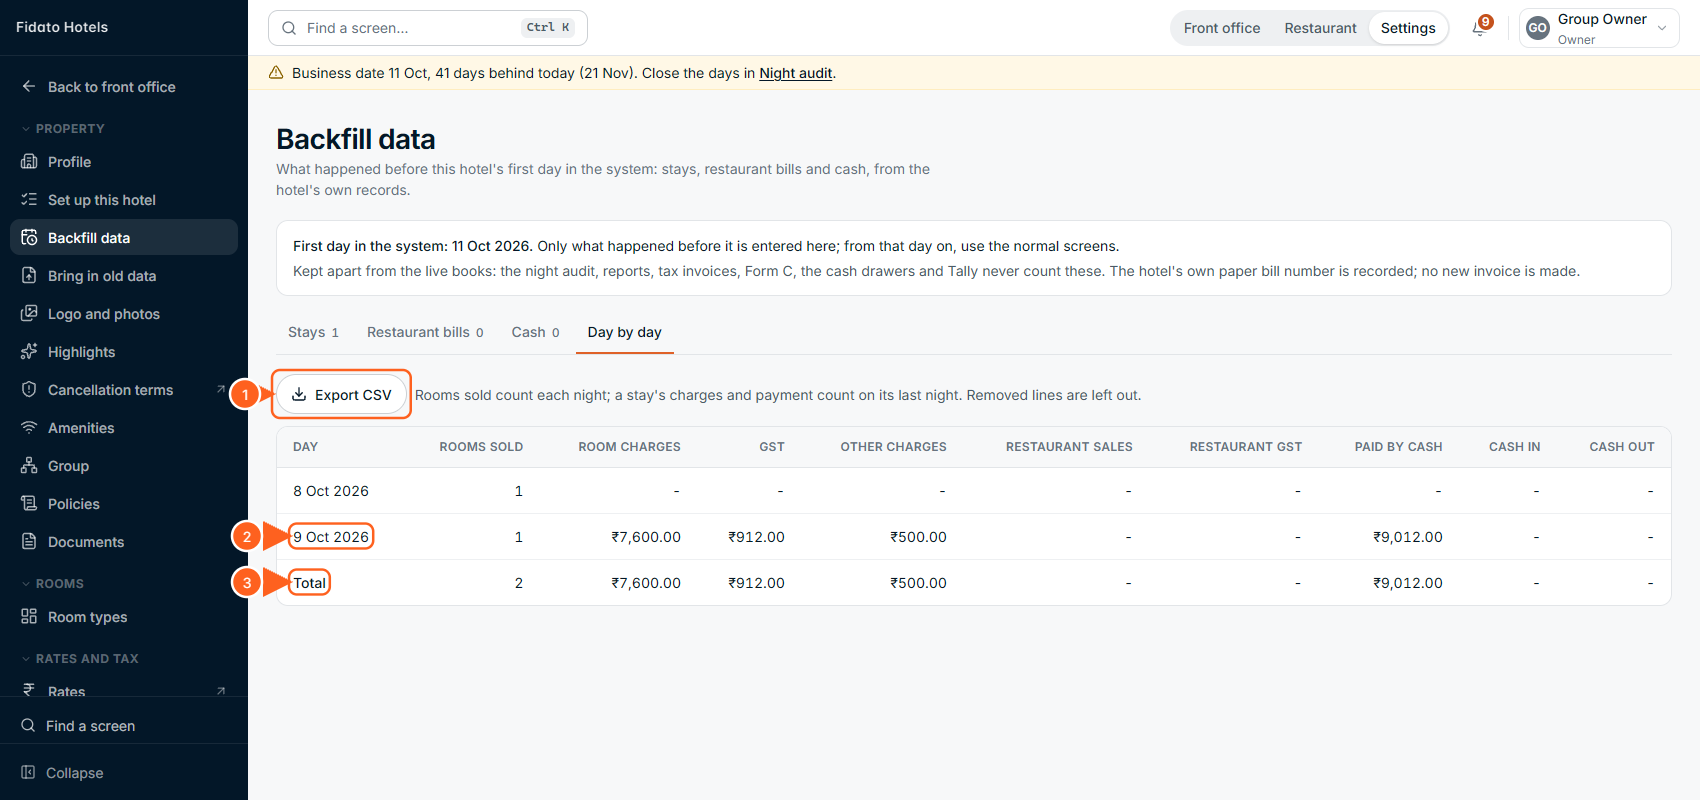 Fidato Hotels
Find a screen...
Ctrl K
Front office
Restaurant
Settings
9
GO
Group Owner
Owner
Business date 11 Oct, 41 days behind today (21 Nov). Close the days in Night audit.
Back to front office
PROPERTY
Profile
Set up this hotel
Backfill data
Bring in old data
Logo and photos
Highlights
Cancellation terms
Amenities
Group
Policies
Documents
ROOMS
Room types
RATES AND TAX
Rates
Find a screen
Collapse
Backfill data
What happened before this hotel's first day in the system: stays, restaurant bills and cash, from the
hotel's own records.
First day in the system: 11 Oct 2026. Only what happened before it is entered here; from that day on, use the normal screens.
Kept apart from the live books: the night audit, reports, tax invoices, Form C, the cash drawers and Tally never count these. The hotel's own paper bill number is recorded; no new invoice is made.
Stays 1 Restaurant bills 0 Cash 0 Day by day
1 Export CSV Rooms sold count each night; a stay's charges and payment count on its last night. Removed lines are left out.
DAY ROOMS SOLD ROOM CHARGES GST OTHER CHARGES RESTAURANT SALES RESTAURANT GST PAID BY CASH CASH IN CASH OUT
8 Oct 2026 1 - - - - - - - -
2 9 Oct 2026 1 ₹7,600.00 ₹912.00 ₹500.00 - - ₹9,012.00 - -
3 Total 2 ₹7,600.00 ₹912.00 ₹500.00 - - ₹9,012.00 - -